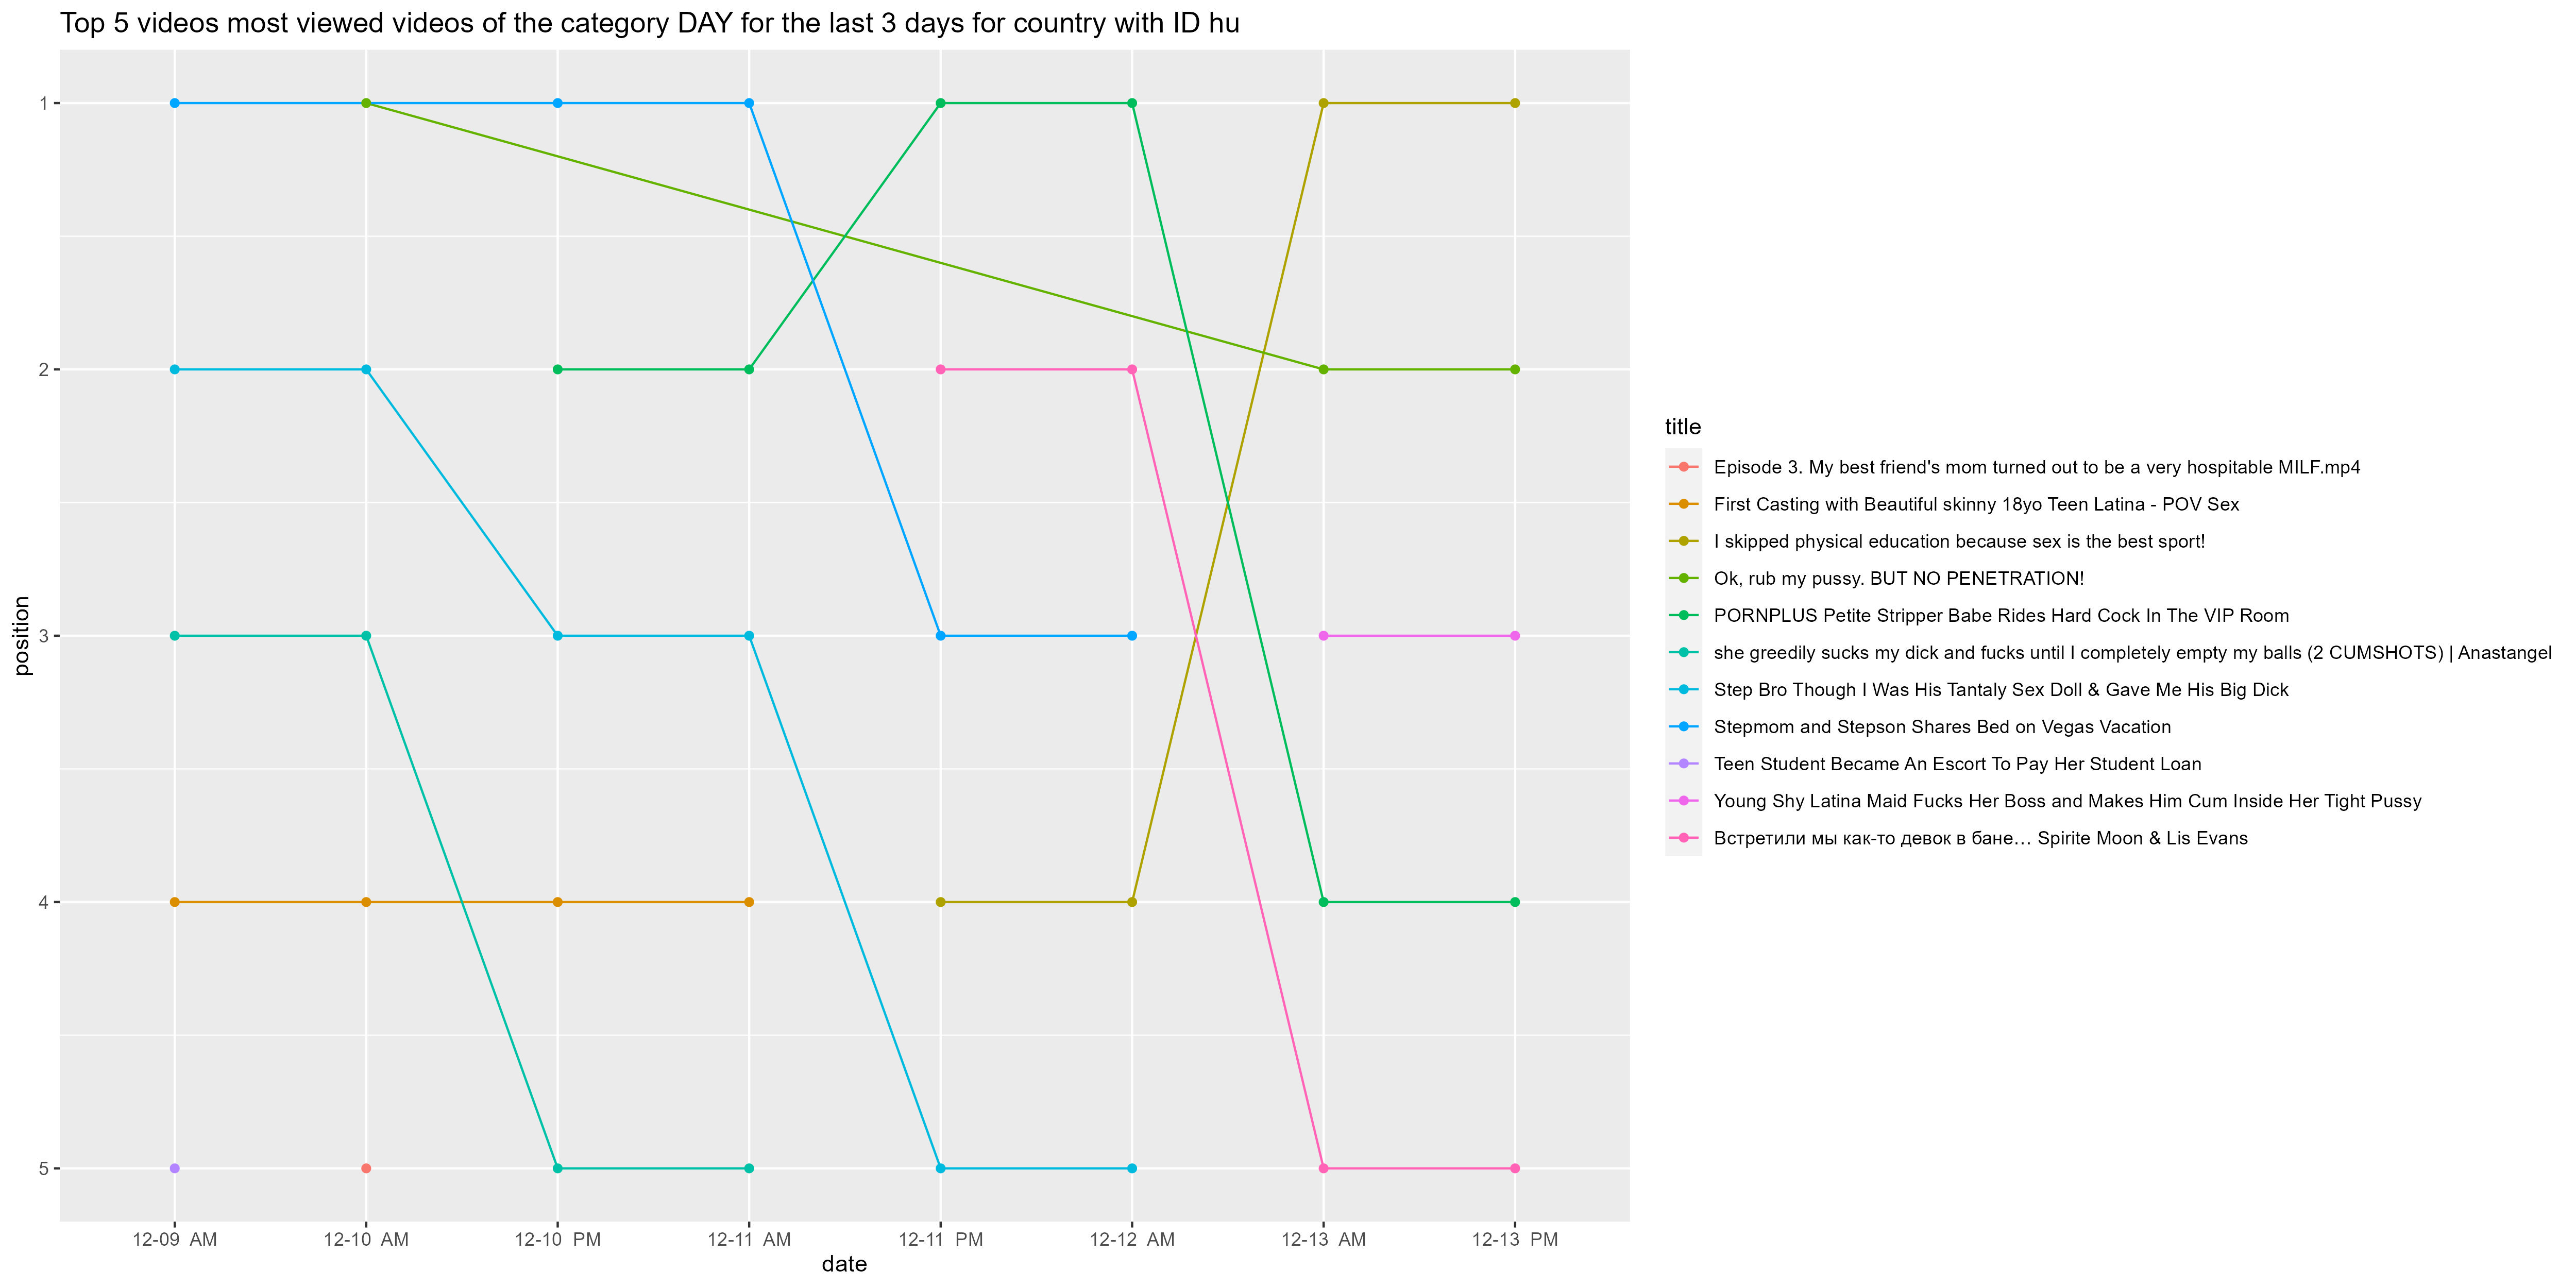 Top 5 videos most viewed videos of the category DAY for the last 3 days for country with ID hu
1
2
3
4
5
position
12-09 AM
12-10 AM
12-10 PM
12-11 AM
12-11 PM
12-12 AM
12-13 AM
12-13 PM
date
title
Episode 3. My best friend's mom turned out to be a very hospitable MILF.mp4
First Casting with Beautiful skinny 18yo Teen Latina - POV Sex
I skipped physical education because sex is the best sport!
Ok, rub my pussy. BUT NO PENETRATION!
PORNPLUS Petite Stripper Babe Rides Hard Cock In The VIP Room
she greedily sucks my dick and fucks until I completely empty my balls (2 CUMSHOTS) | Anastangel
Step Bro Though I Was His Tantaly Sex Doll & Gave Me His Big Dick
Stepmom and Stepson Shares Bed on Vegas Vacation
Teen Student Became An Escort To Pay Her Student Loan
Young Shy Latina Maid Fucks Her Boss and Makes Him Cum Inside Her Tight Pussy
Встретили мы как-то девок в бане… Spirite Moon & Lis Evans